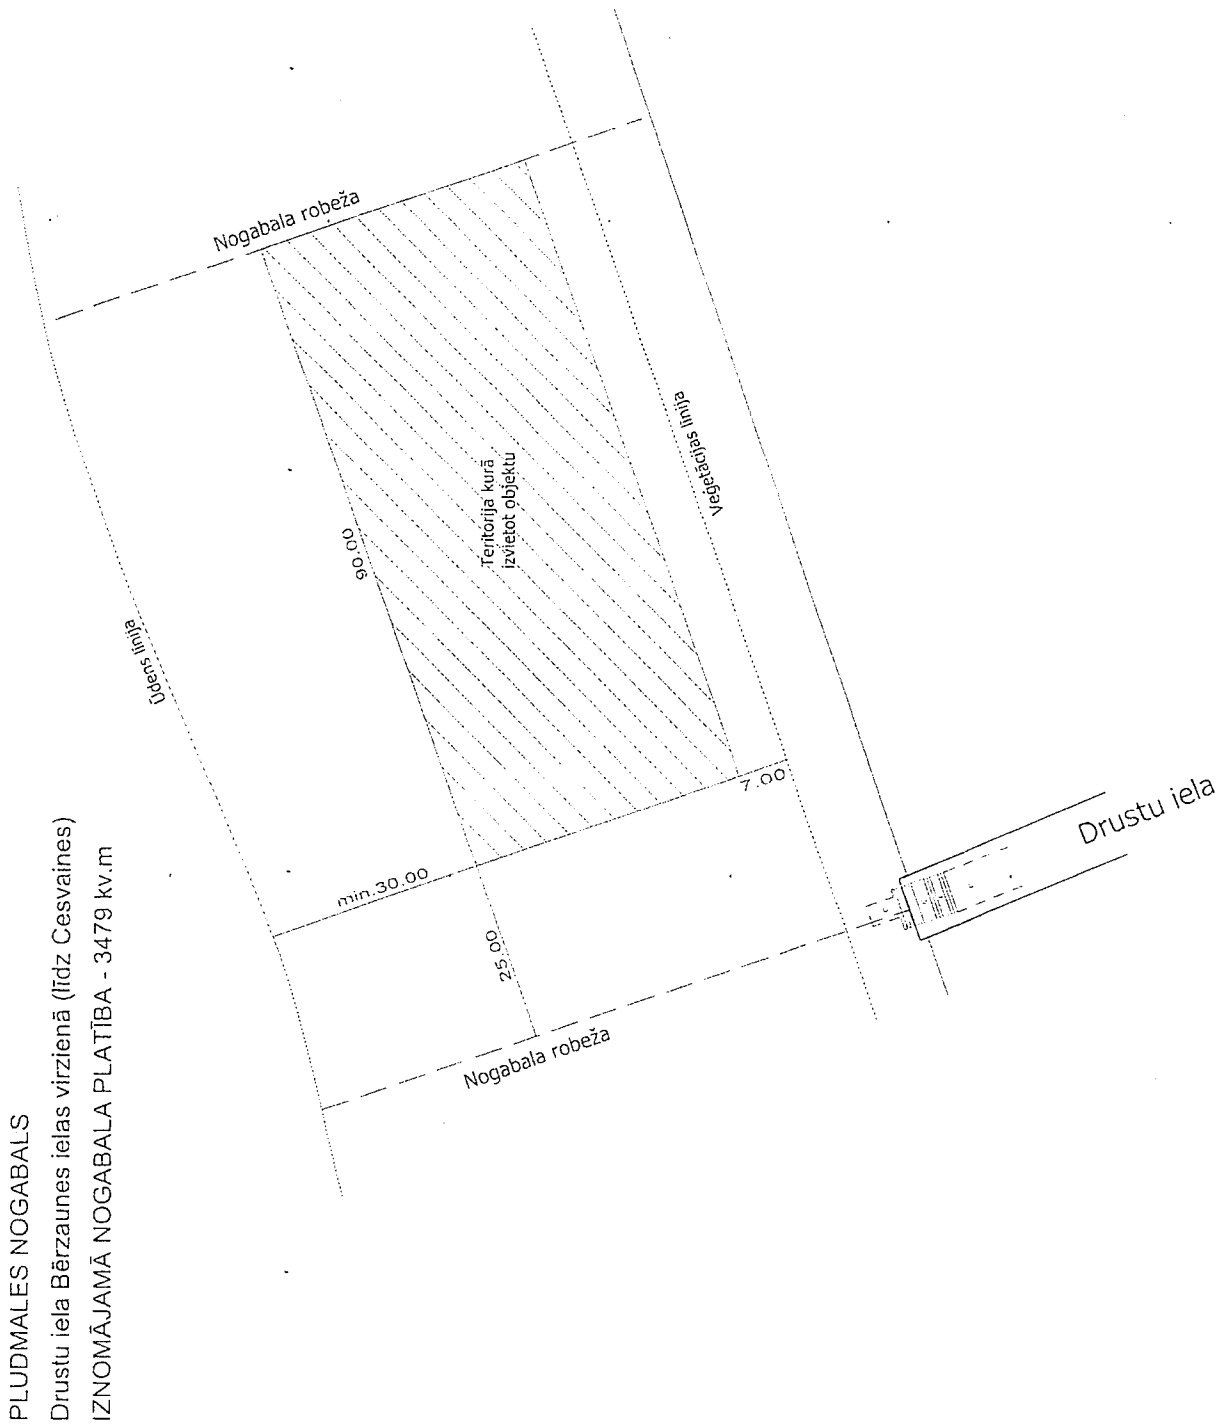 PLUDMALES NOGABALS
Drustu iela Bērzaunes ielas virzienā (līdz Cesvaines)
IZNOMĀJAMĀ NOGABALA PLATĪBA - 3479 kv.m
Ūdens līnija
Nogabala robeža
90.00
Teritorija kurā
izvietot objektu
Veģetācijas līnija
min.30.00
7.00
25.00
Nogabala robeža
Drustu iela